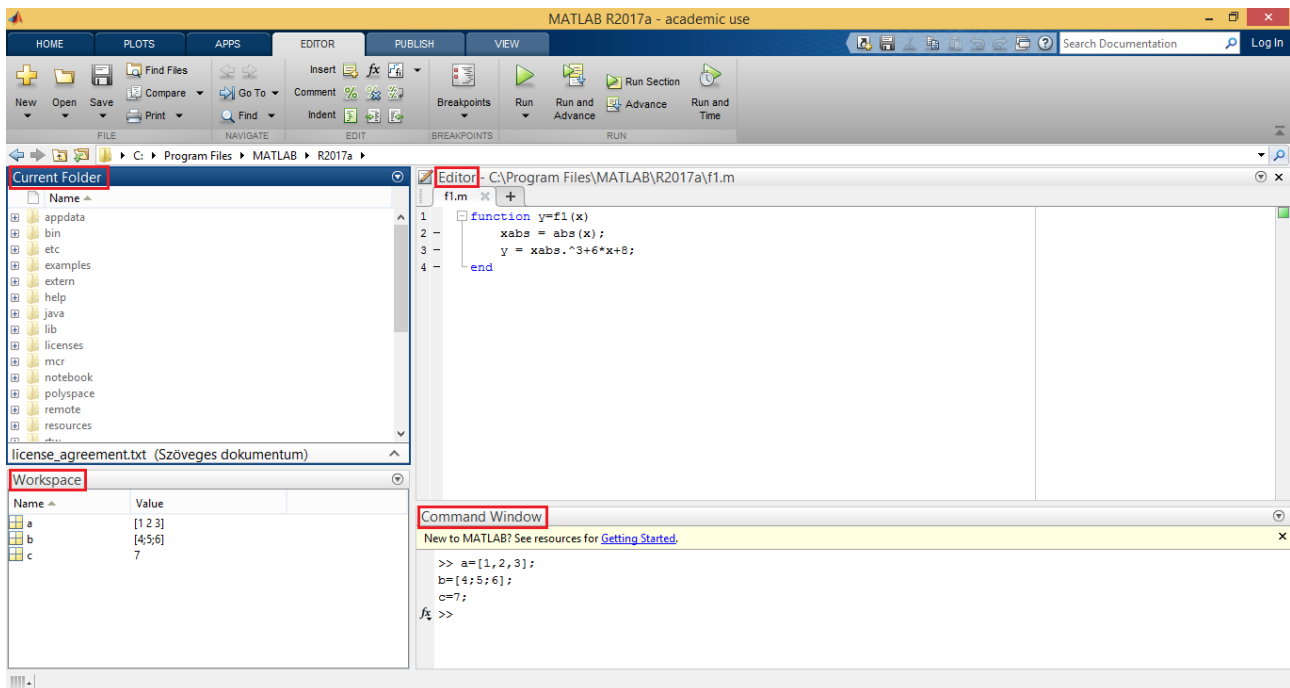 MATLAB R2017a - academic use
HOME PLOTS APPS EDITOR PUBLISH VIEW Search Documentation Log In
New Open Save Find Files Compare Print
Go To Find
Insert fx Comment Indent
Breakpoints Run Run and Advance Run Section Advance Run and Time
FILE NAVIGATE EDIT BREAKPOINTS RUN
C: Program Files MATLAB R2017a
Current Folder
Name
appdata
bin
etc
examples
extern
help
java
lib
licenses
mcr
notebook
polyspace
remote
resources
license_agreement.txt (Szöveges dokumentum)
Workspace
Name Value
a [1 2 3]
b [4;5;6]
c 7
Editor - C:\Program Files\MATLAB\R2017a\f1.m
f1.m
1 function y=f1(x)
2 - xabs = abs(x);
3 - y = xabs.^3+6*x+8;
4 - end
Command Window
New to MATLAB? See resources for Getting Started.
>> a=[1,2,3];
b=[4;5;6];
c=7;
fx >>